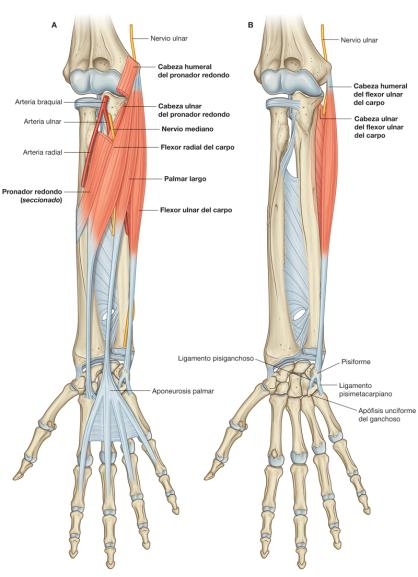 A
Nervio ulnar
Cabeza humeral
del pronador redondo
Arteria braquial
Cabeza ulnar
del pronador redondo
Arteria ulnar
Nervio mediano
Flexor radial del carpo
Arteria radial
Palmar largo
Pronador redondo
(seccionado)
Flexor ulnar del carpo
Aponeurosis palmar
B
Nervio ulnar
Cabeza humeral
del flexor ulnar
del carpo
Cabeza ulnar
del flexor ulnar
del carpo
Ligamento pisiganchoso
Pisiforme
Ligamento
pisimetacarpiano
Apófisis unciforme
del ganchoso